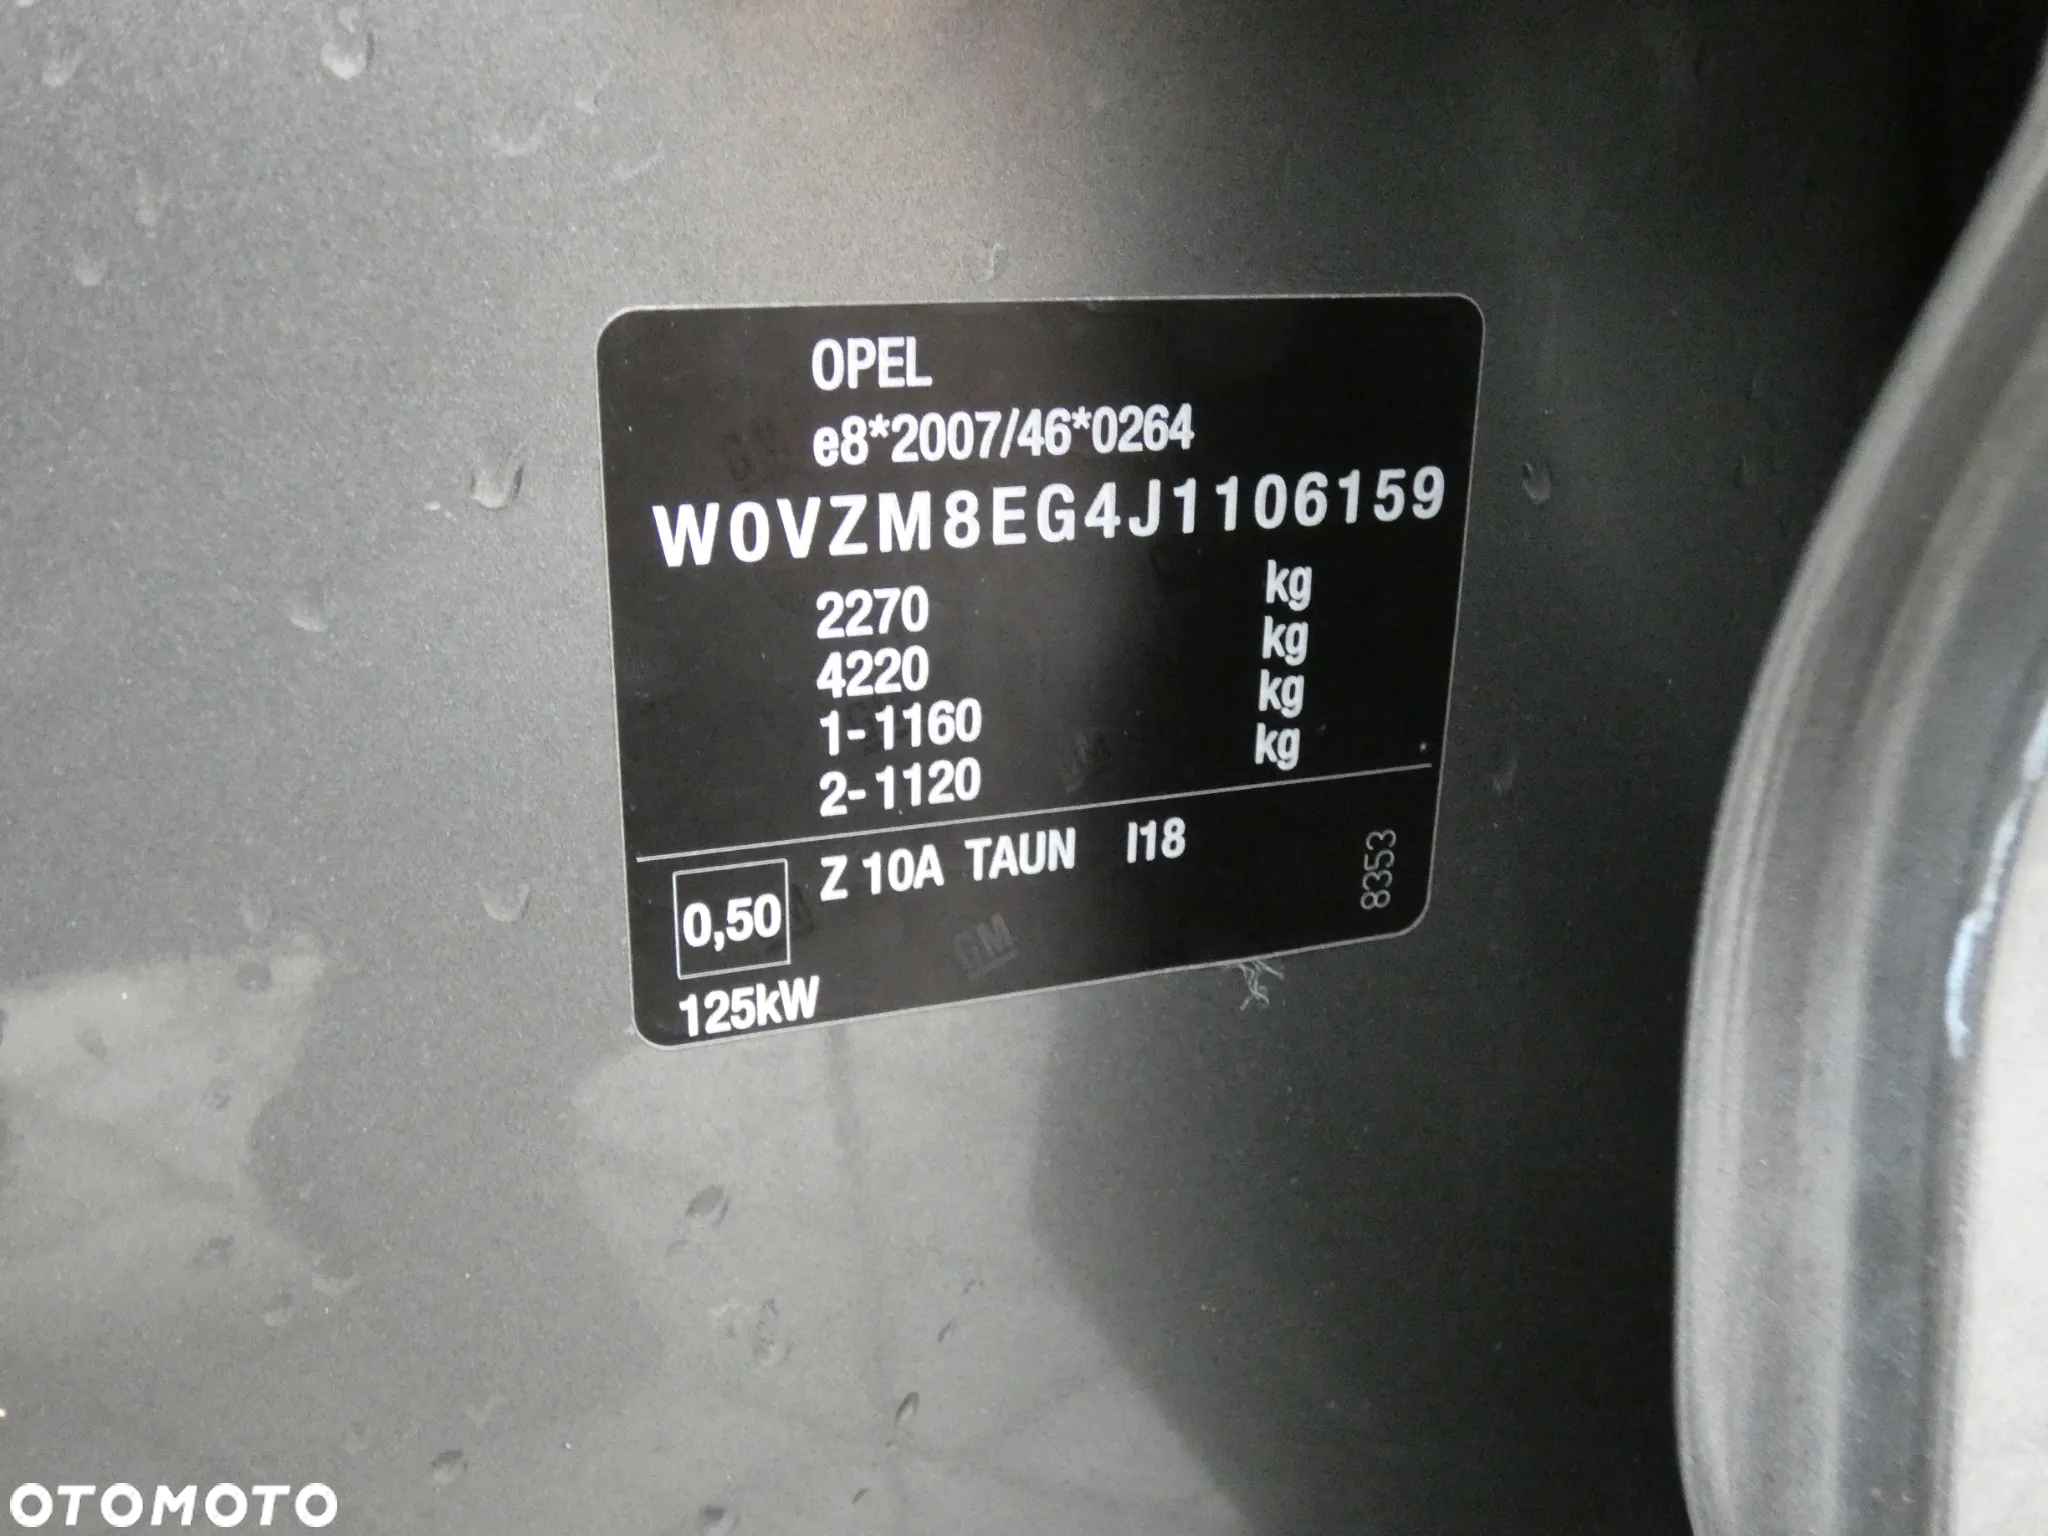 OPEL
e8*2007/46*0264
W0VZM8EG4J1106159
2270 kg
4220 kg
1-1160 kg
2-1120 kg
0,50 Z 10A TAUN I18
125kW
8353
GM
OTOMOTO